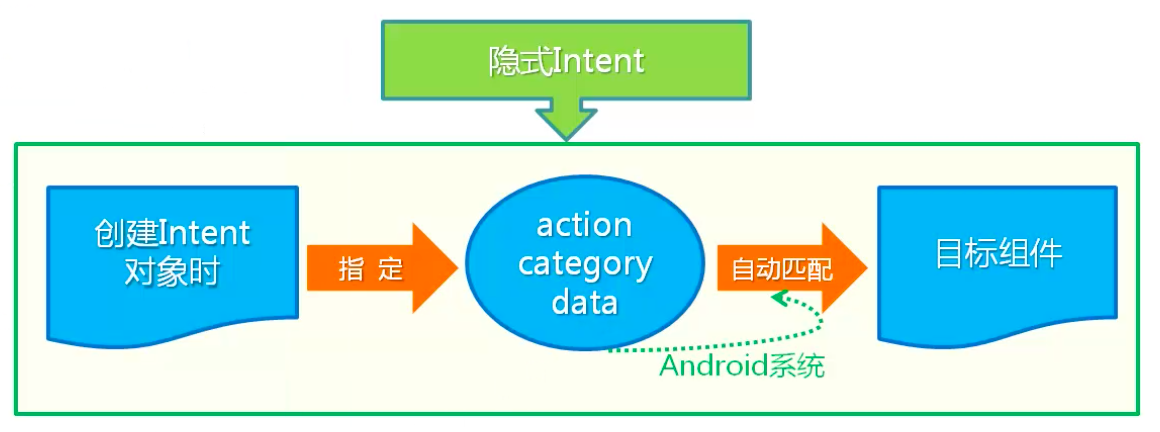 隐式Intent
创建Intent
对象时
指 定
action
category
data
自动匹配
目标组件
Android系统